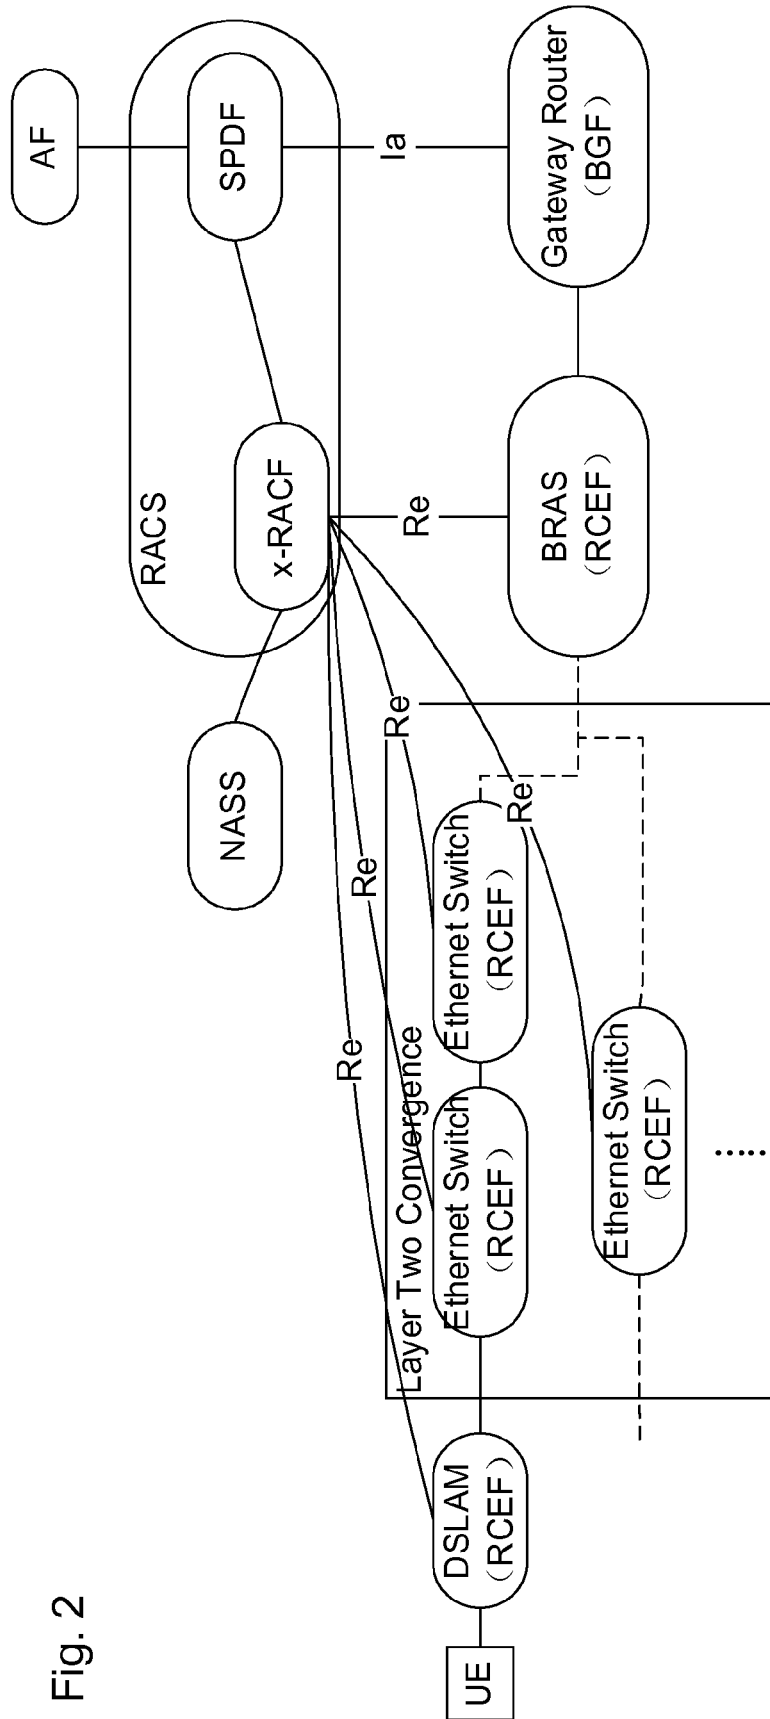 Fig. 2
AF
RACS
SPDF
x-RACF
NASS
Ia
Re
Re
Re
Re
Re
Gateway Router
(BGF)
BRAS
(RCEF)
Layer Two Convergence
Ethernet Switch
(RCEF)
Ethernet Switch
(RCEF)
Ethernet Switch
(RCEF)
......
DSLAM
(RCEF)
UE